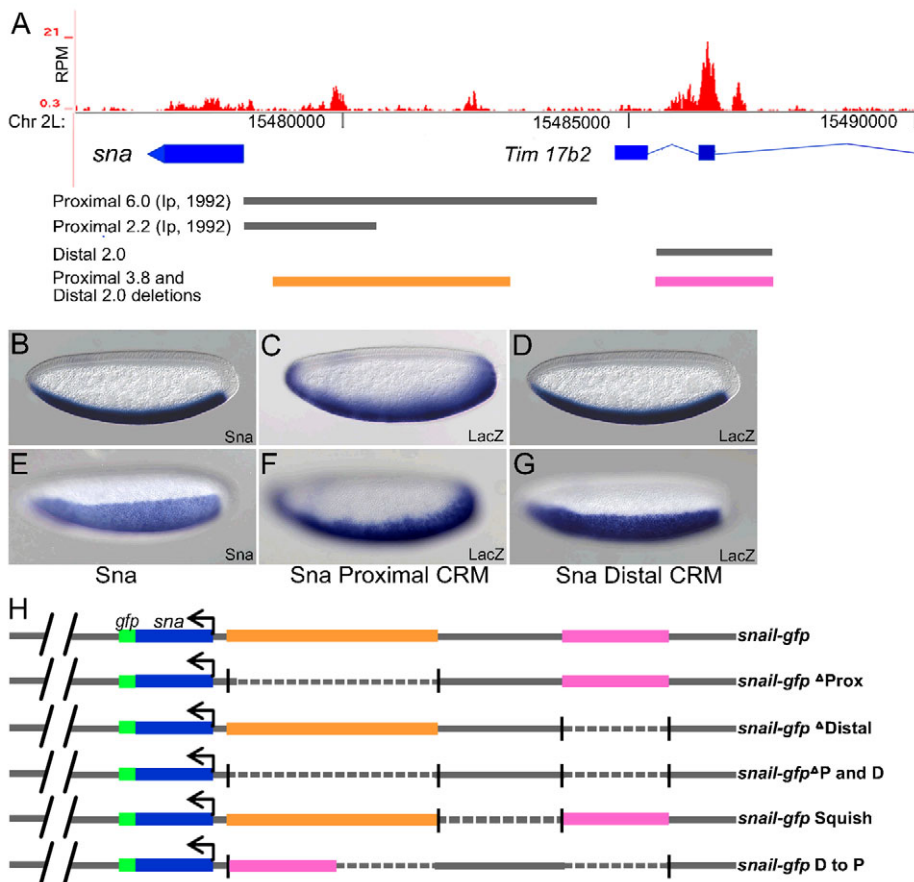 A
21
RPM
0.3
Chr 2L:
15480000
15485000
15490000
sna
Tim 17b2
Proximal 6.0 (Ip, 1992)
Proximal 2.2 (Ip, 1992)
Distal 2.0
Proximal 3.8 and
Distal 2.0 deletions
B
Sna
C
LacZ
D
LacZ
E
Sna
F
LacZ
G
LacZ
Sna
Sna Proximal CRM
Sna Distal CRM
H
gfp
sna
snail-gfp
snail-gfp ΔProx
snail-gfp ΔDistal
snail-gfpΔP and D
snail-gfp Squish
snail-gfp D to P